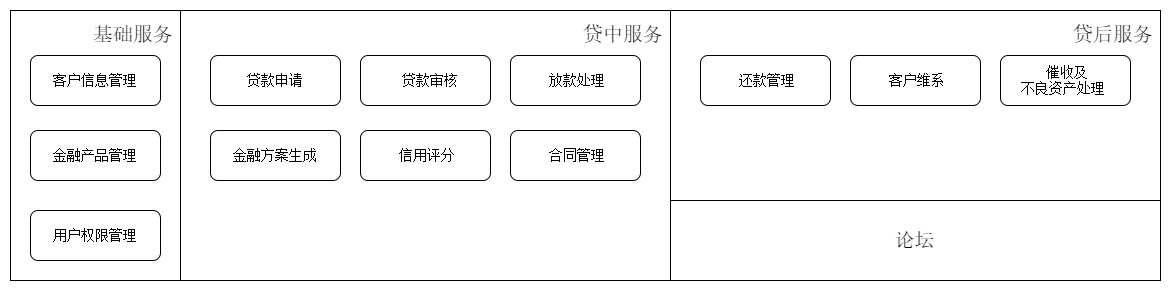 基础服务
客户信息管理
金融产品管理
用户权限管理
贷中服务
贷款申请
贷款审核
放款处理
金融方案生成
信用评分
合同管理
贷后服务
还款管理
客户维系
催收及
不良资产处理
论坛